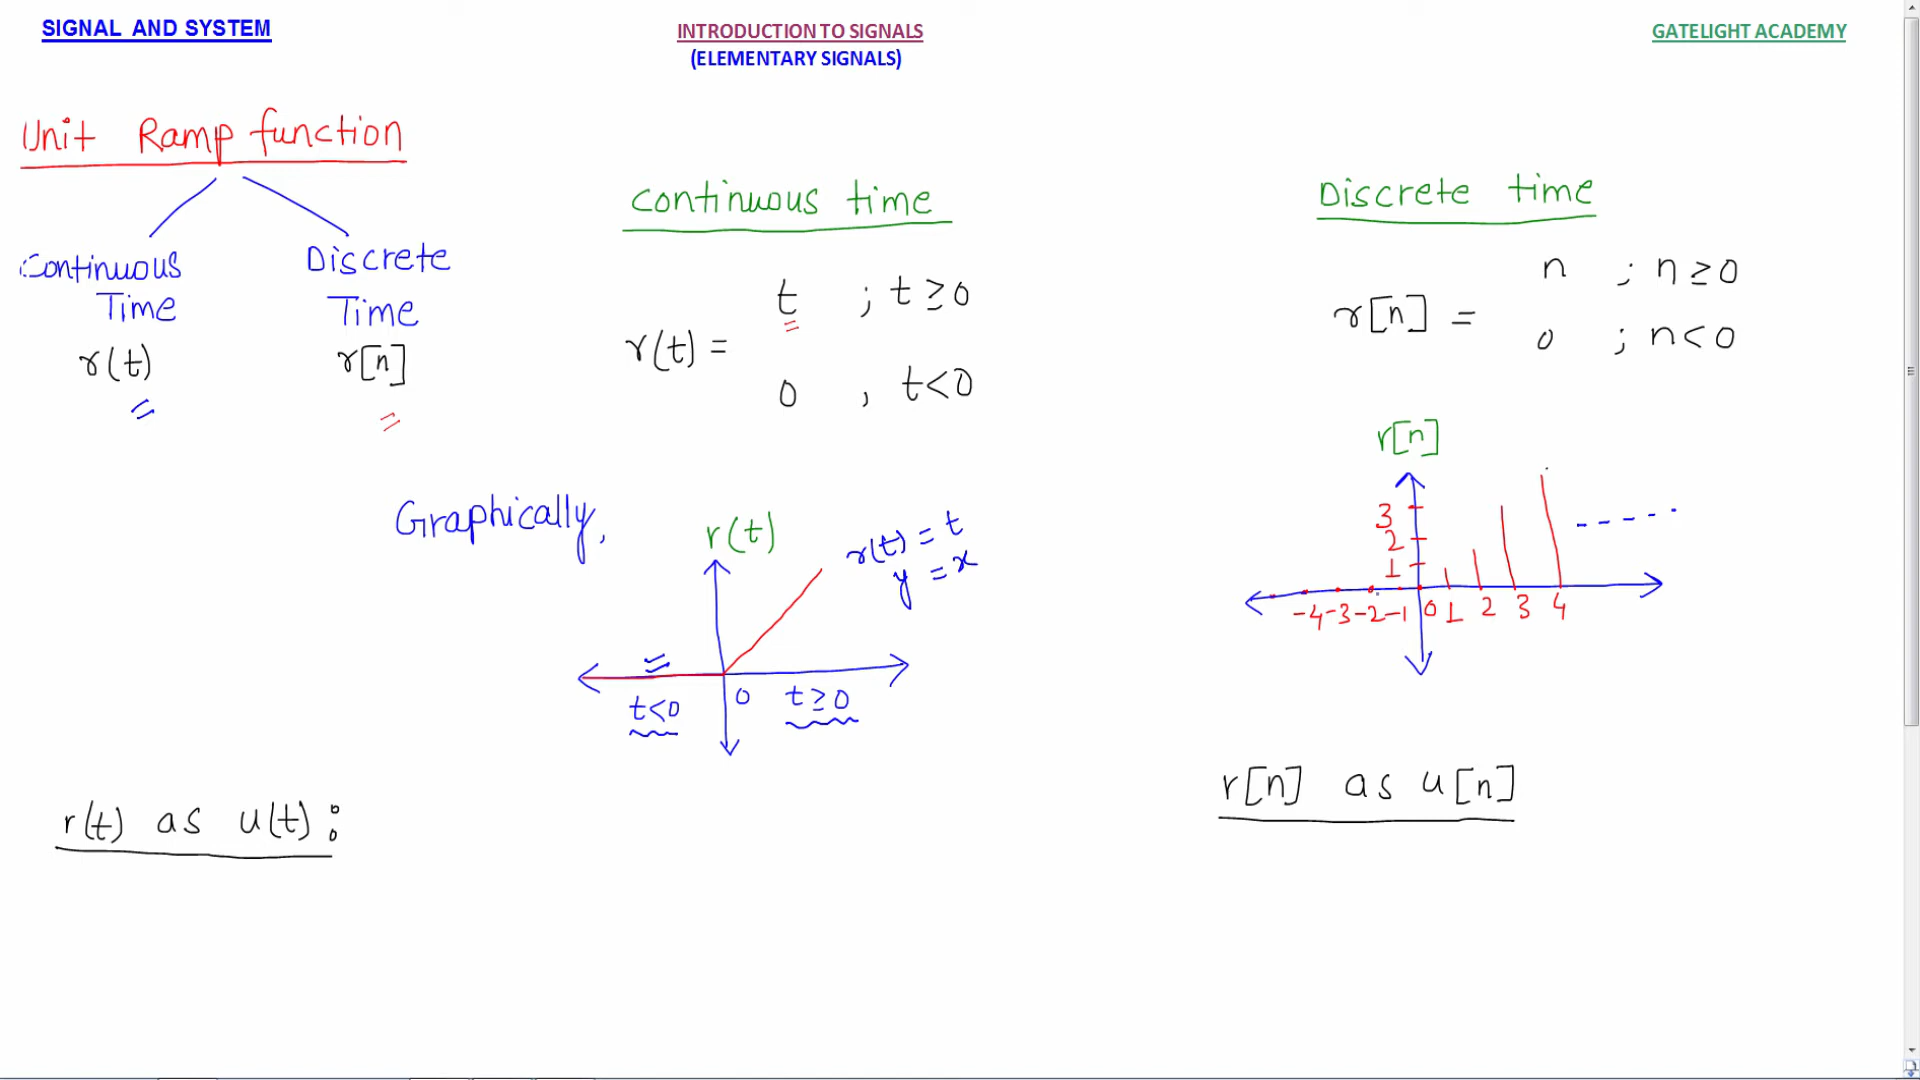 SIGNAL AND SYSTEM
INTRODUCTION TO SIGNALS
(ELEMENTARY SIGNALS)
GATELIGHT ACADEMY
Unit Ramp function
Continuous Time
r(t)
=
Discrete Time
r[n]
=
Continuous time
t ; t ≥ 0
=
r(t) =
0 , t < 0
Graphically,
r(t)
r(t) = t
y = x
=
t<0
0
t ≥ 0
Discrete time
n ; n ≥ 0
r[n] =
0 ; n < 0
r[n]
3
2
1
-4 -3 -2 -1 0 1 2 3 4
r(t) as u(t) :
r[n] as u[n]